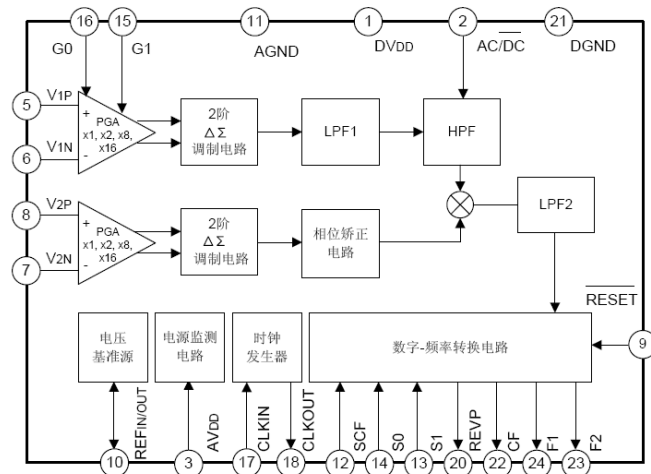 16 15 11 1 2 21
G0 G1 AGND DVDD AC/DC DGND
5 V1P
+ PGA
x1, x2, x8,
- x16
6 V1N
2阶
ΔΣ
调制电路
LPF1
HPF
8 V2P
+ PGA
x1, x2, x8,
- x16
7 V2N
2阶
ΔΣ
调制电路
相位矫正
电路
LPF2
RESET
9
电压
基准源
电源监测
电路
时钟
发生器
数字-频率转换电路
REFIN/OUT AVDD CLKIN CLKOUT SCF S0 S1 REVP CF F1 F2
10 3 17 18 12 14 13 20 22 24 23